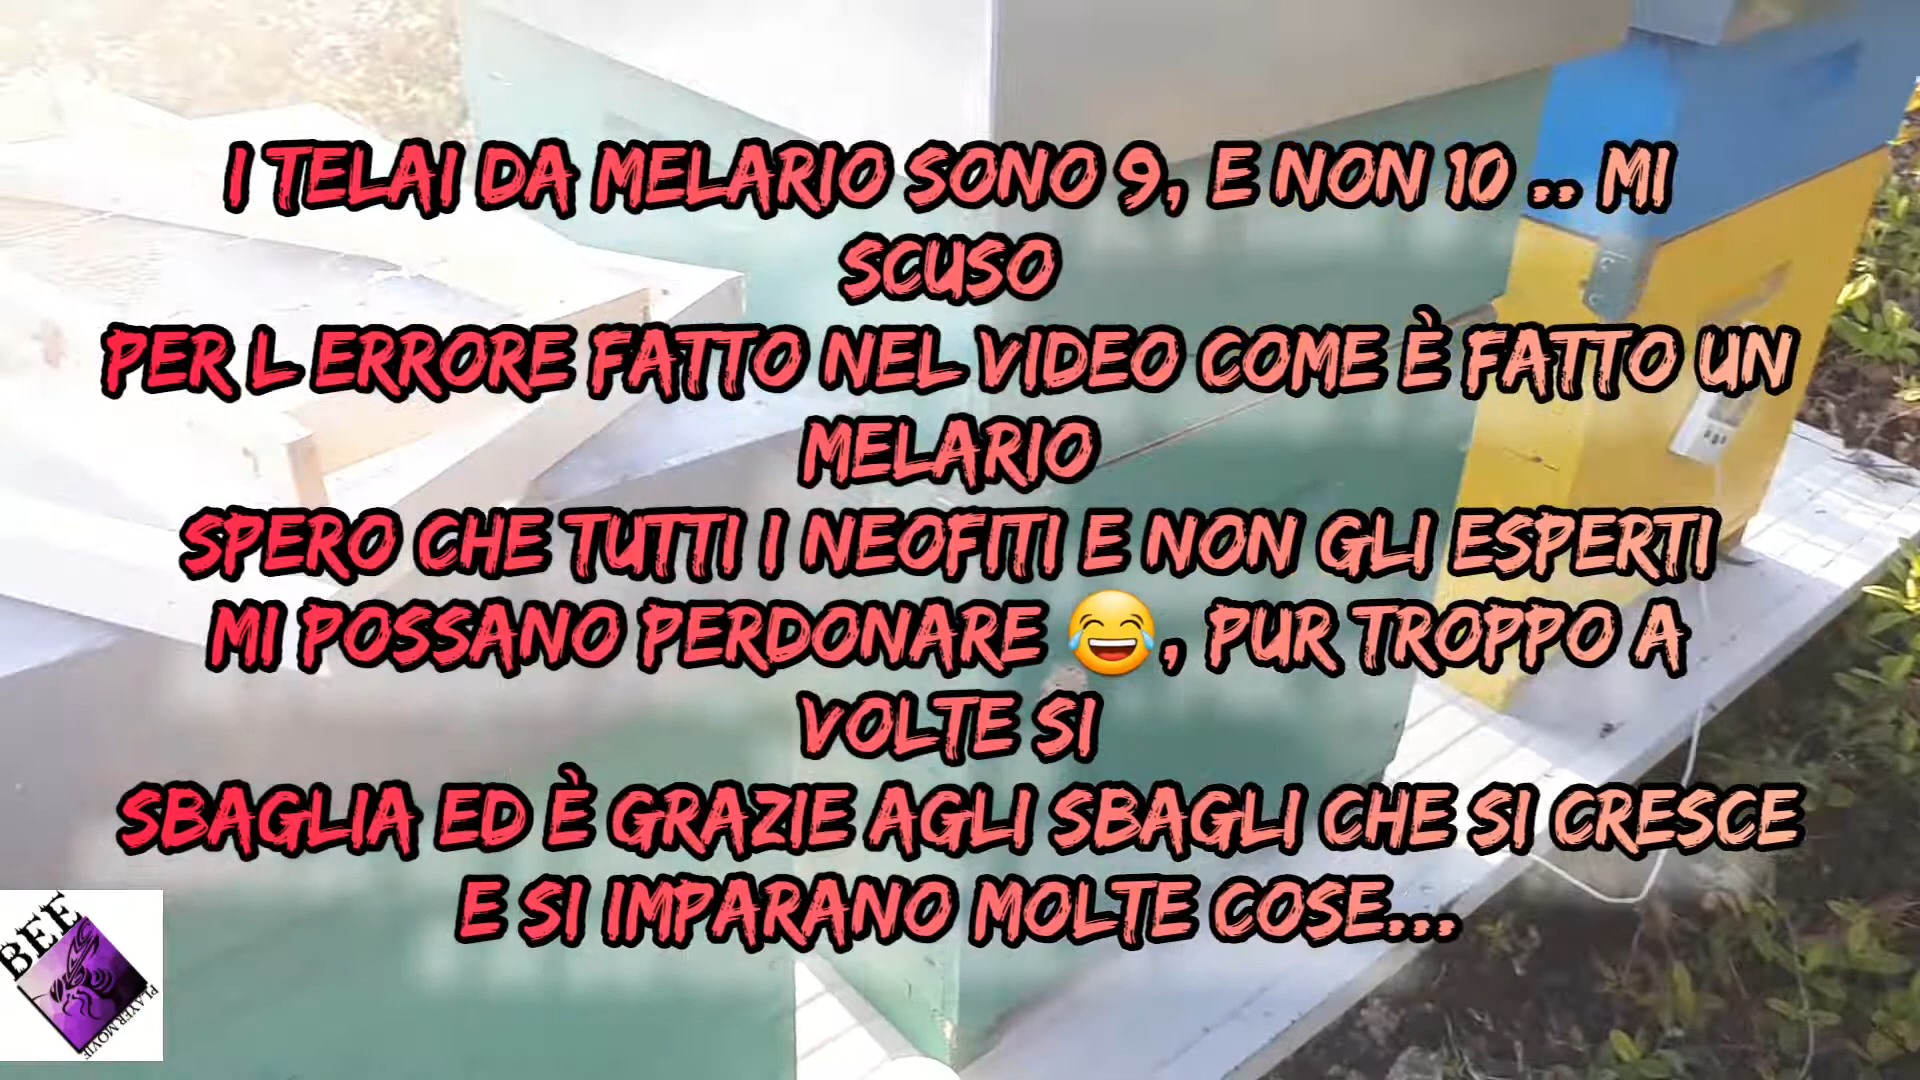 I TELAI DA MELARIO SONO 9, E NON 10 .. MI
SCUSO
PER L ERRORE FATTO NEL VIDEO COME È FATTO UN
MELARIO
SPERO CHE TUTTI I NEOFITI E NON GLI ESPERTI
MI POSSANO PERDONARE 😂, PUR TROPPO A
VOLTE SI
SBAGLIA ED È GRAZIE AGLI SBAGLI CHE SI CRESCE
E SI IMPARANO MOLTE COSE...
BEE
PLAYER MOVIE